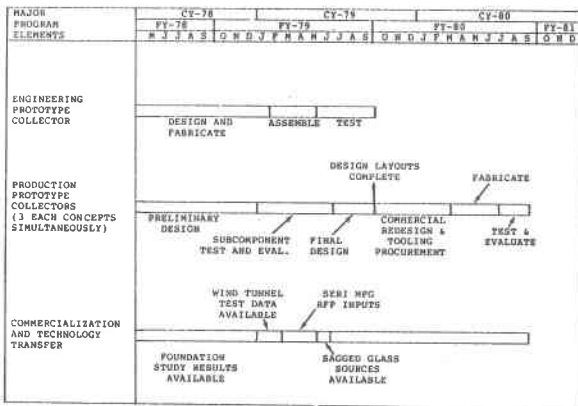 MAJOR CY-78 CY-79 CY-80
PROGRAM FY-78 FY-79 FY-80 FY-81
ELEMENTS M J J A S O N D J F M A M J J A S O N D J F M A M J J A S O N D
ENGINEERING
PROTOTYPE
COLLECTOR
DESIGN AND
FABRICATE
ASSEMBLE
TEST
DESIGN LAYOUTS
COMPLETE
FABRICATE
PRODUCTION
PROTOTYPE
COLLECTORS
(3 EACH CONCEPTS
SIMULTANEOUSLY)
PRELIMINARY
DESIGN
SUBCOMPONENT
TEST AND EVAL.
FINAL
DESIGN
COMMERCIAL
REDESIGN &
TOOLING
PROCUREMENT
TEST &
EVALUATE
WIND TUNNEL
TEST DATA
AVAILABLE
SERI MFG
RFP INPUTS
COMMERCIALIZATION
AND TECHNOLOGY
TRANSFER
FOUNDATION
STUDY RESULTS
AVAILABLE
SAGGED GLASS
SOURCES
AVAILABLE